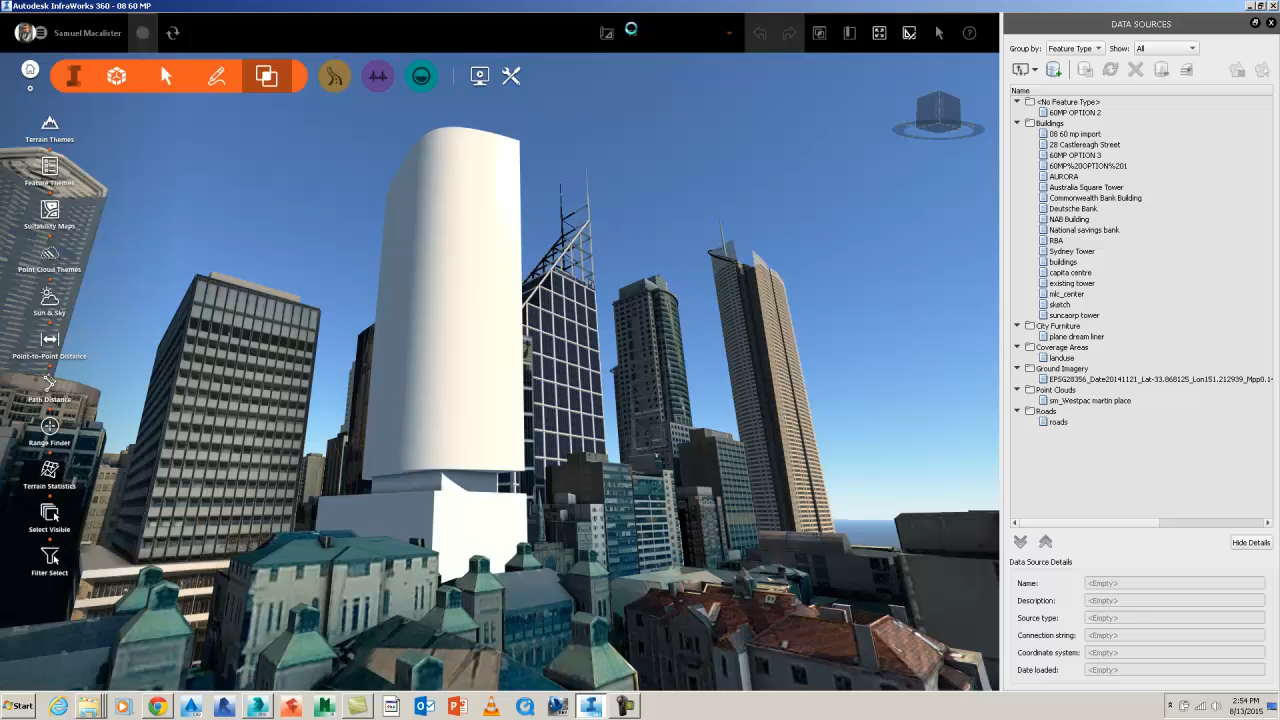 Autodesk InfraWorks 360 - 08 60 MP
Samuel Macalister
DATA SOURCES
Group by: Feature Type Show: All
Name
<No Feature Type>
60MP OPTION 2
Buildings
08 60 mp import
28 Castlereagh Street
60MP OPTION 3
60MP%20OPTION%201
AURORA
Australia Square Tower
Commonwealth Bank Building
Deutsche Bank
NAB Building
National savings bank
RBA
Sydney Tower
buildings
capita centre
existing tower
mlc_center
sketch
suncaorp tower
City Furniture
plane dream liner
Coverage Areas
landuse
Ground Imagery
EPSG28356_Date20141121_Lat-33.868125_Lon151.212939_Mpp0.1
Point Clouds
sm_Westpac martin place
Roads
roads
Hide Details
Data Source Details
Name: <Empty>
Description: <Empty>
Source type: <Empty>
Connection string: <Empty>
Coordinate system: <Empty>
Date loaded: <Empty>
Terrain Themes
Feature Themes
Suitability Maps
Point Cloud Themes
Sun & Sky
Point-to-Point Distance
Path Distance
Range Finder
Terrain Statistics
Select Visible
Filter Select
Start
2:54 PM
8/13/2015